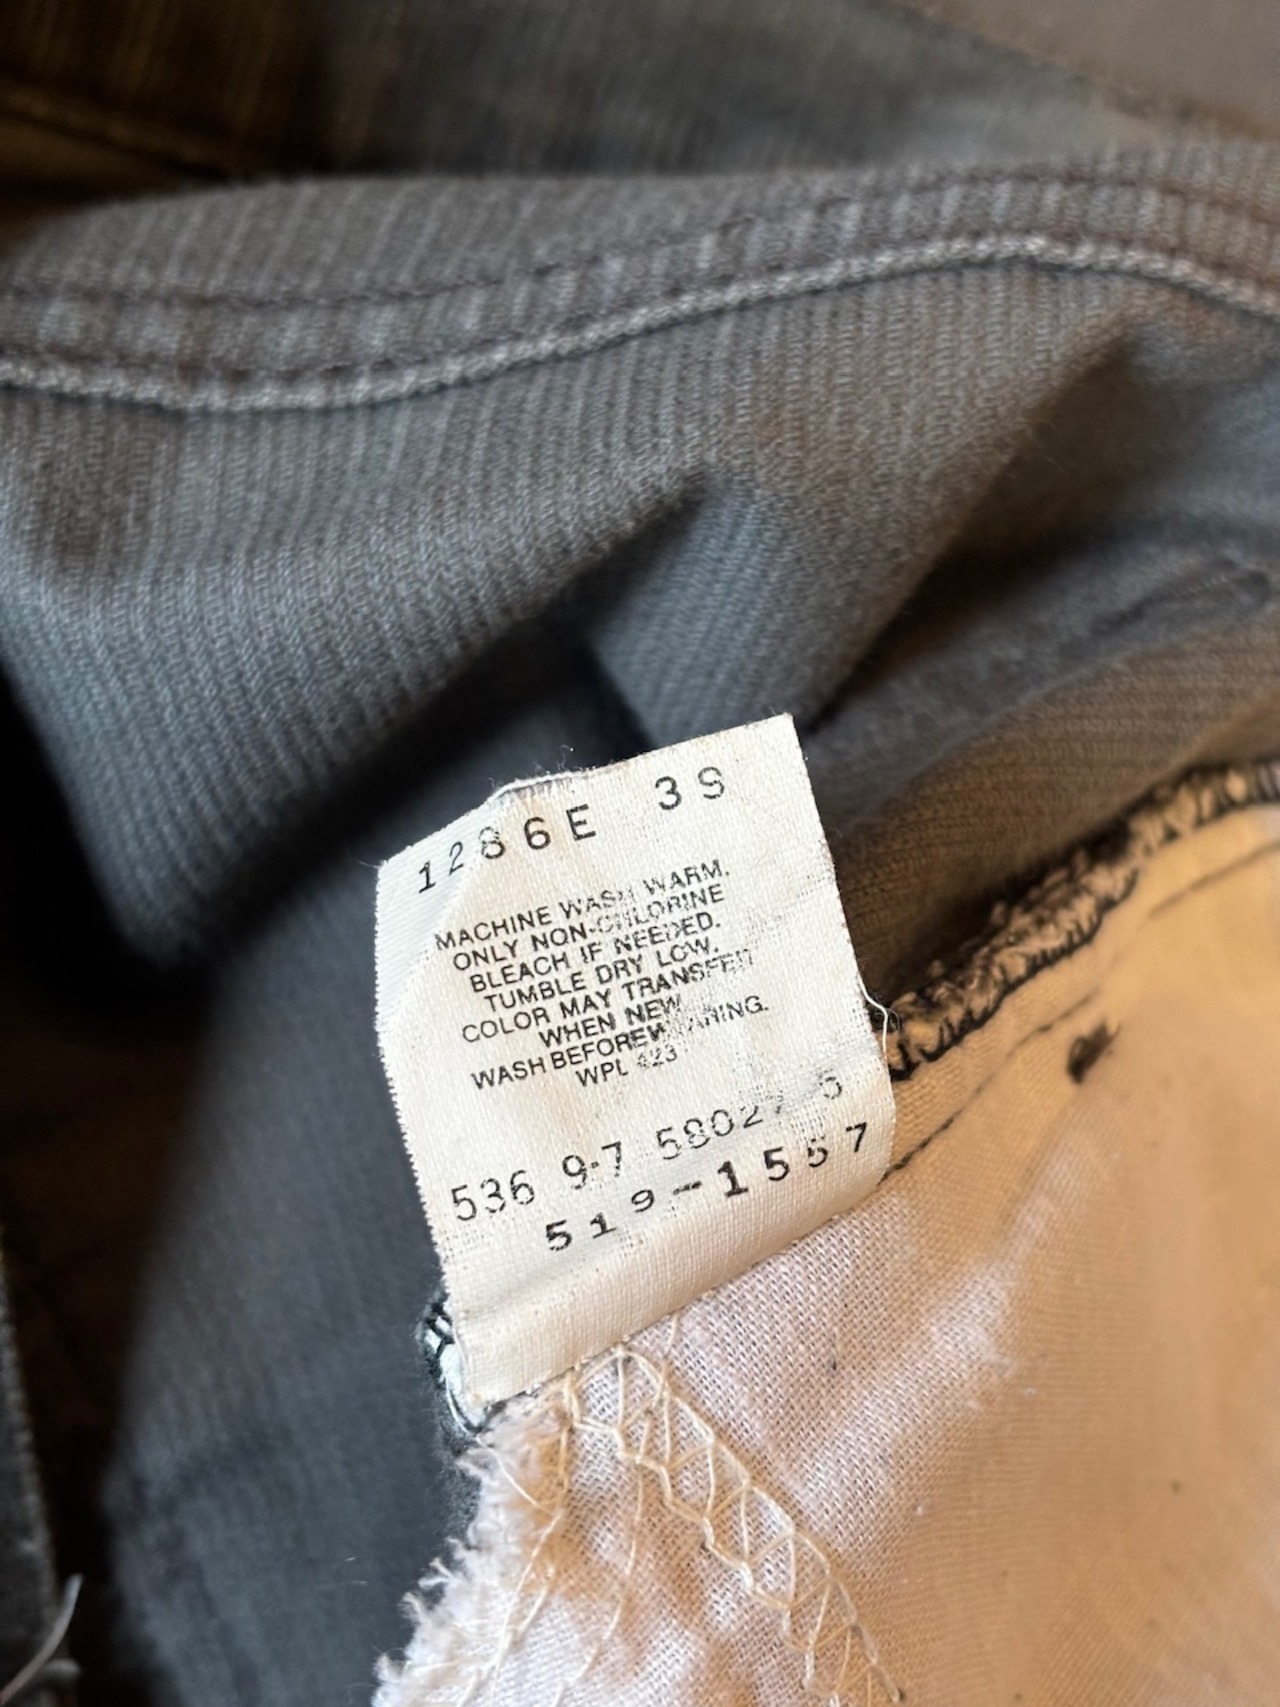 1286E 3S
MACHINE WASH WARM.
ONLY NON-CHLORINE
BLEACH IF NEEDED.
TUMBLE DRY LOW.
COLOR MAY TRANSFER
WHEN NEW.
WASH BEFORE WEARING.
WPL 423
536 9-7 58027 5
519-1557